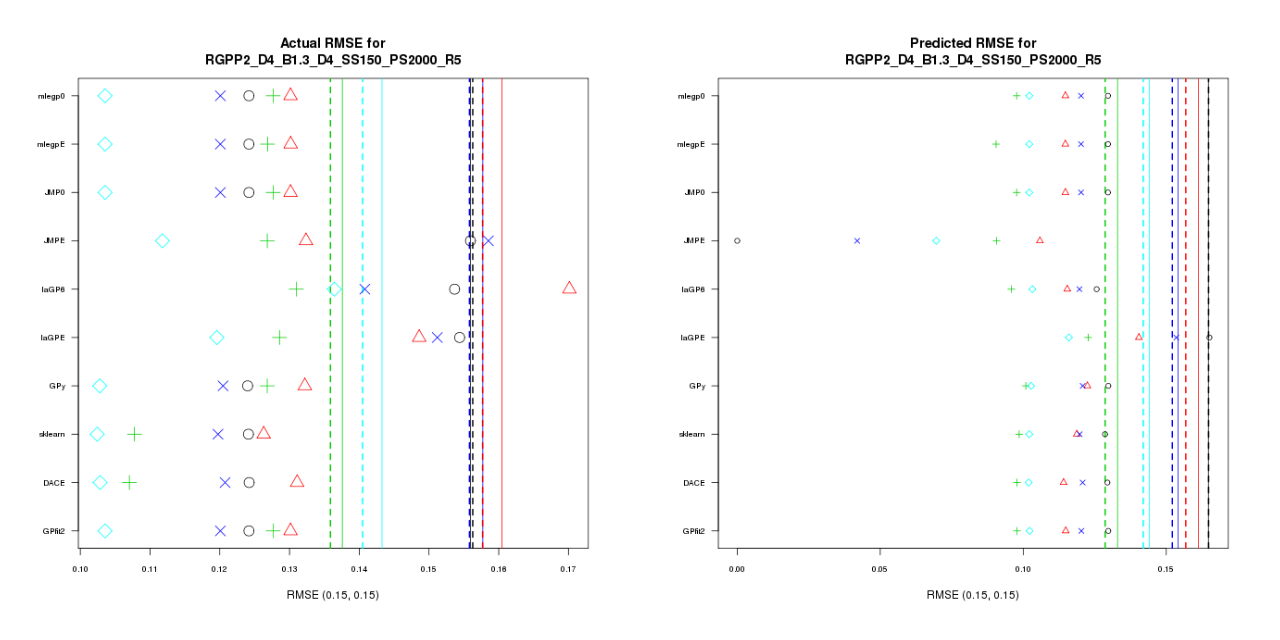 Actual RMSE for
RGPP2_D4_B1.3_D4_SS150_PS2000_R5
mlegp0
mlegpE
JMP0
JMPE
laGP6
laGPE
GPy
sklearn
DACE
GPfit2
0.10 0.11 0.12 0.13 0.14 0.15 0.16 0.17
RMSE (0.15, 0.15)
Predicted RMSE for
RGPP2_D4_B1.3_D4_SS150_PS2000_R5
mlegp0
mlegpE
JMP0
JMPE
laGP6
laGPE
GPy
sklearn
DACE
GPfit2
0.00 0.05 0.10 0.15
RMSE (0.15, 0.15)